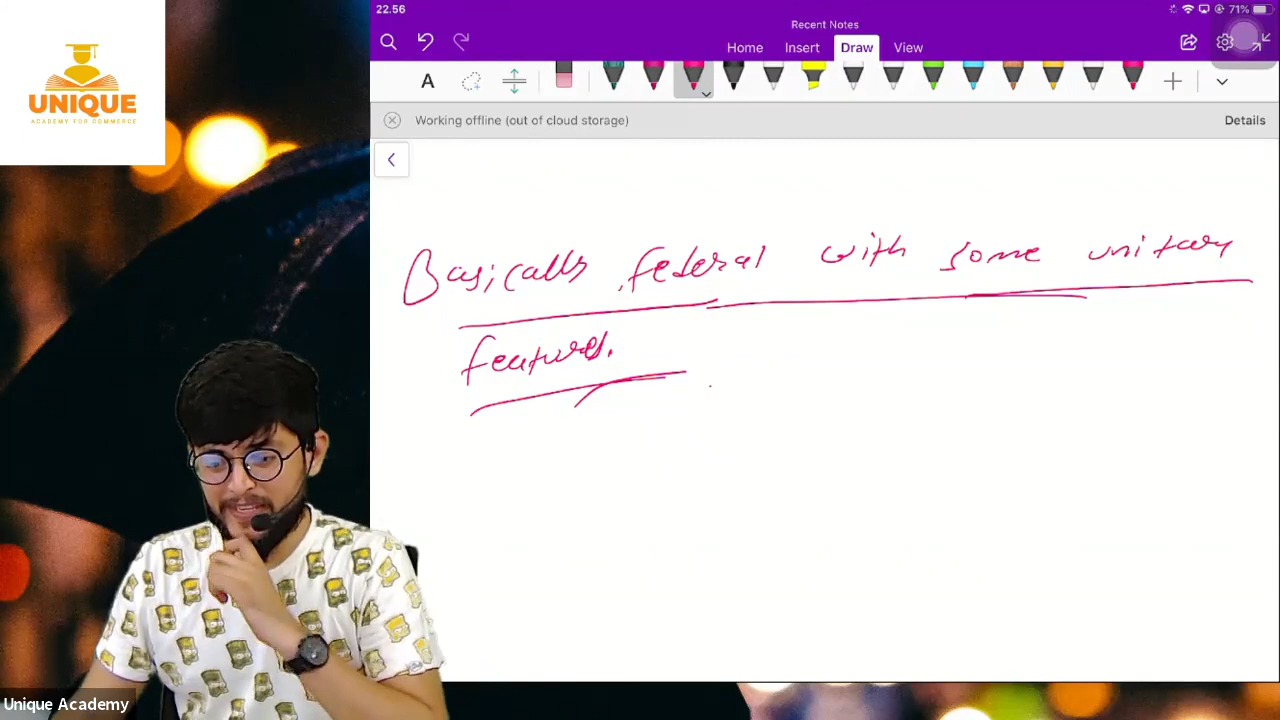 22.56
71%
Recent Notes
Home Insert Draw View
A
Working offline (out of cloud storage)
Details
UNIQUE
ACADEMY FOR COMMERCE
Basically federal with some unitary
features.
Unique Academy